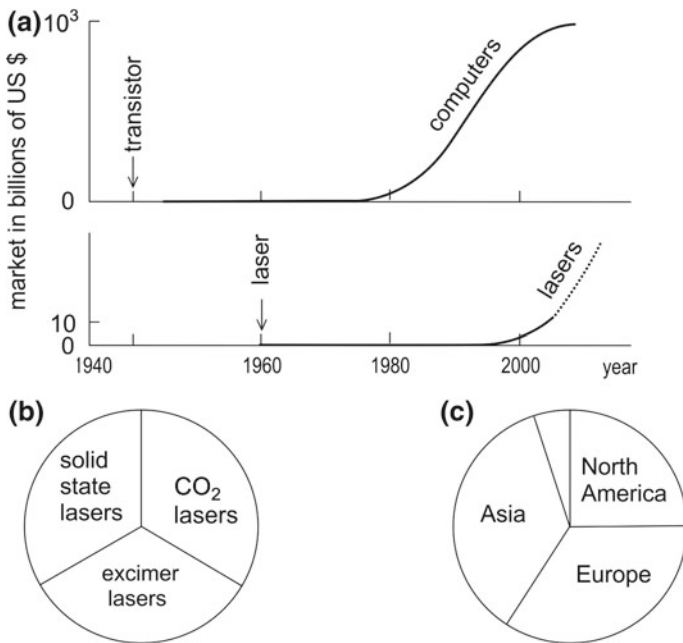 (a)
market in billions of US $
10³
0
transistor
computers
10
0
laser
lasers
1940
1960
1980
2000
year
(b)
solid
state
lasers
CO₂
lasers
excimer
lasers
(c)
North
America
Asia
Europe